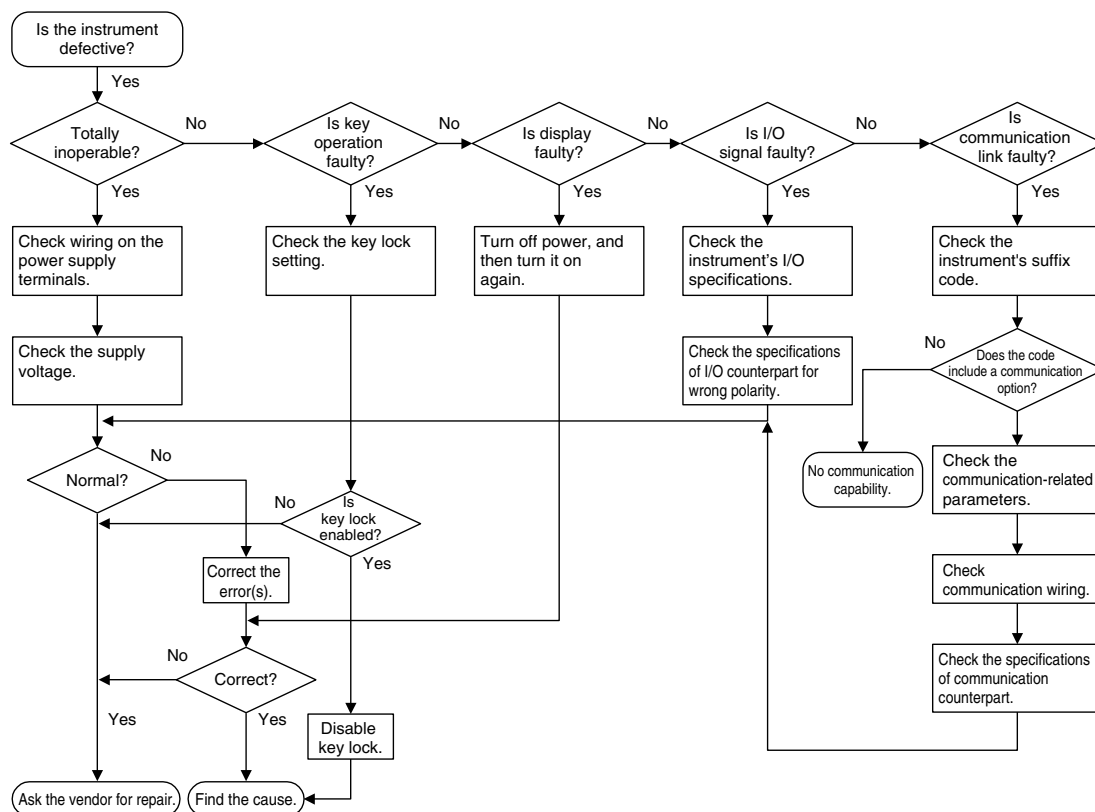 Is the instrument
defective?
Yes
Totally
inoperable?
No
Is key
operation
faulty?
No
Is display
faulty?
No
Is I/O
signal faulty?
No
Is
communication
link faulty?
Yes
Yes
Yes
Yes
Check wiring on the
power supply
terminals.
Check the key lock
setting.
Turn off power, and
then turn it on
again.
Check the
instrument's I/O
specifications.
Check the
instrument's suffix
code.
Check the supply
voltage.
Check the specifications
of I/O counterpart for
wrong polarity.
No
Does the code
include a communication
option?
Yes
Normal?
No
No communication
capability.
Check the
communication-related
parameters.
No
Is
key lock
enabled?
Yes
Correct the
error(s).
Check
communication wiring.
No
Correct?
Check the specifications
of communication
counterpart.
Yes
Yes
Disable
key lock.
Ask the vendor for repair.
Find the cause.